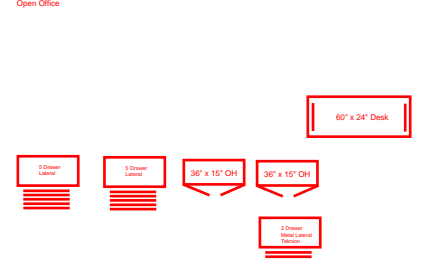 Open Office
60" x 24" Desk
5 Drawer
Lateral
5 Drawer
Lateral
36" x 15" OH
36" x 15" OH
2 Drawer
Metal Lateral
Teknion